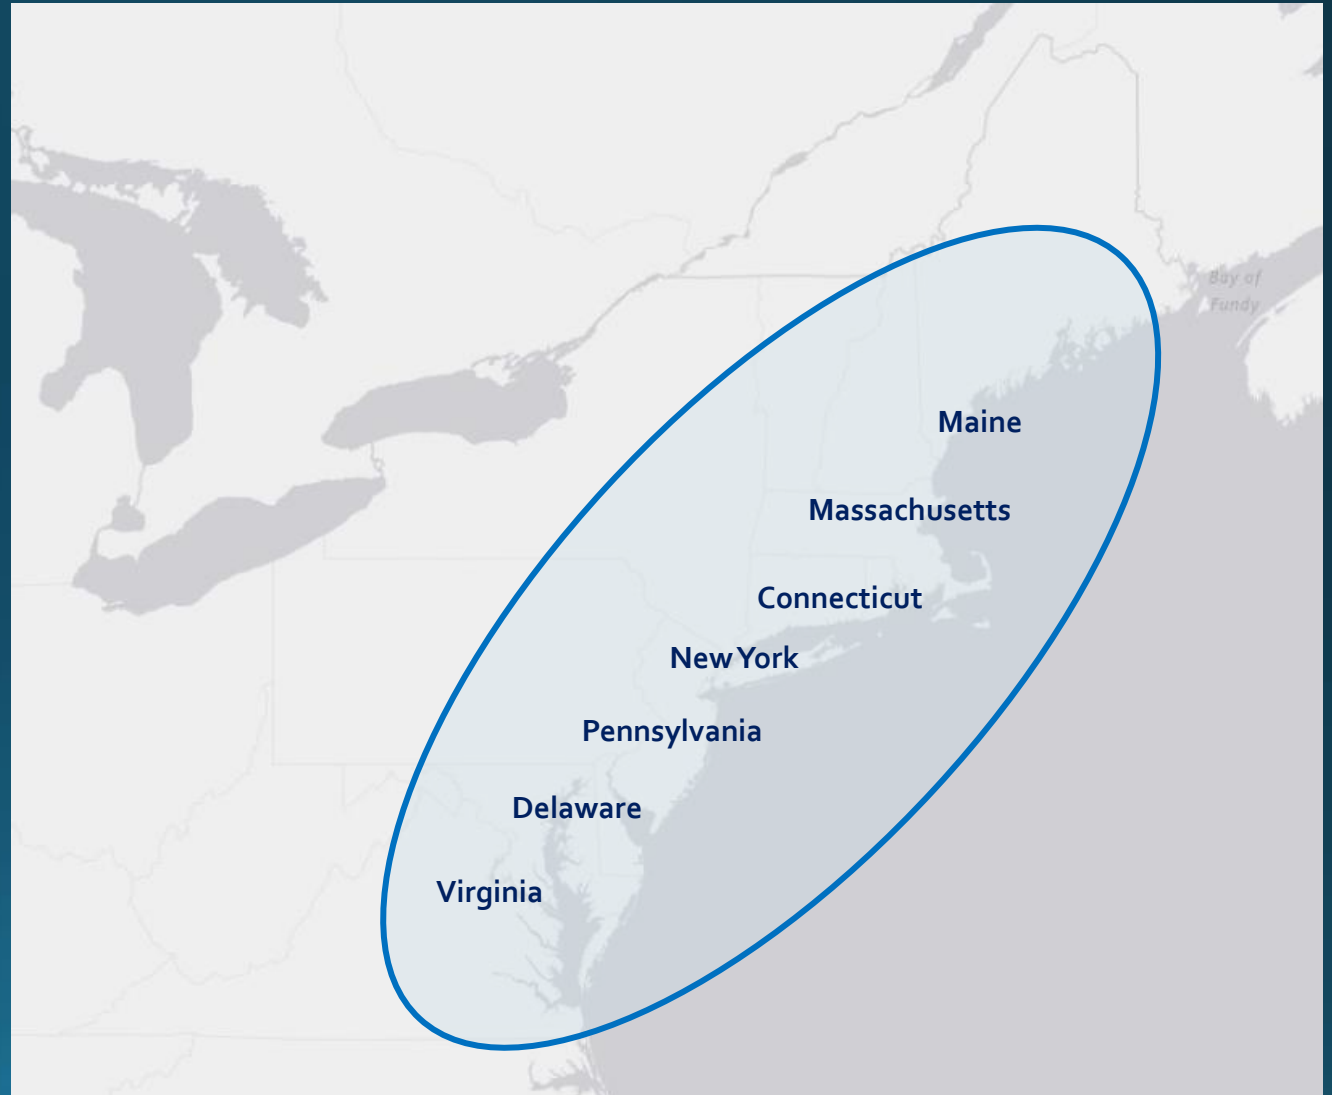 Bay of
Fundy
Maine
Massachusetts
Connecticut
New York
Pennsylvania
Delaware
Virginia